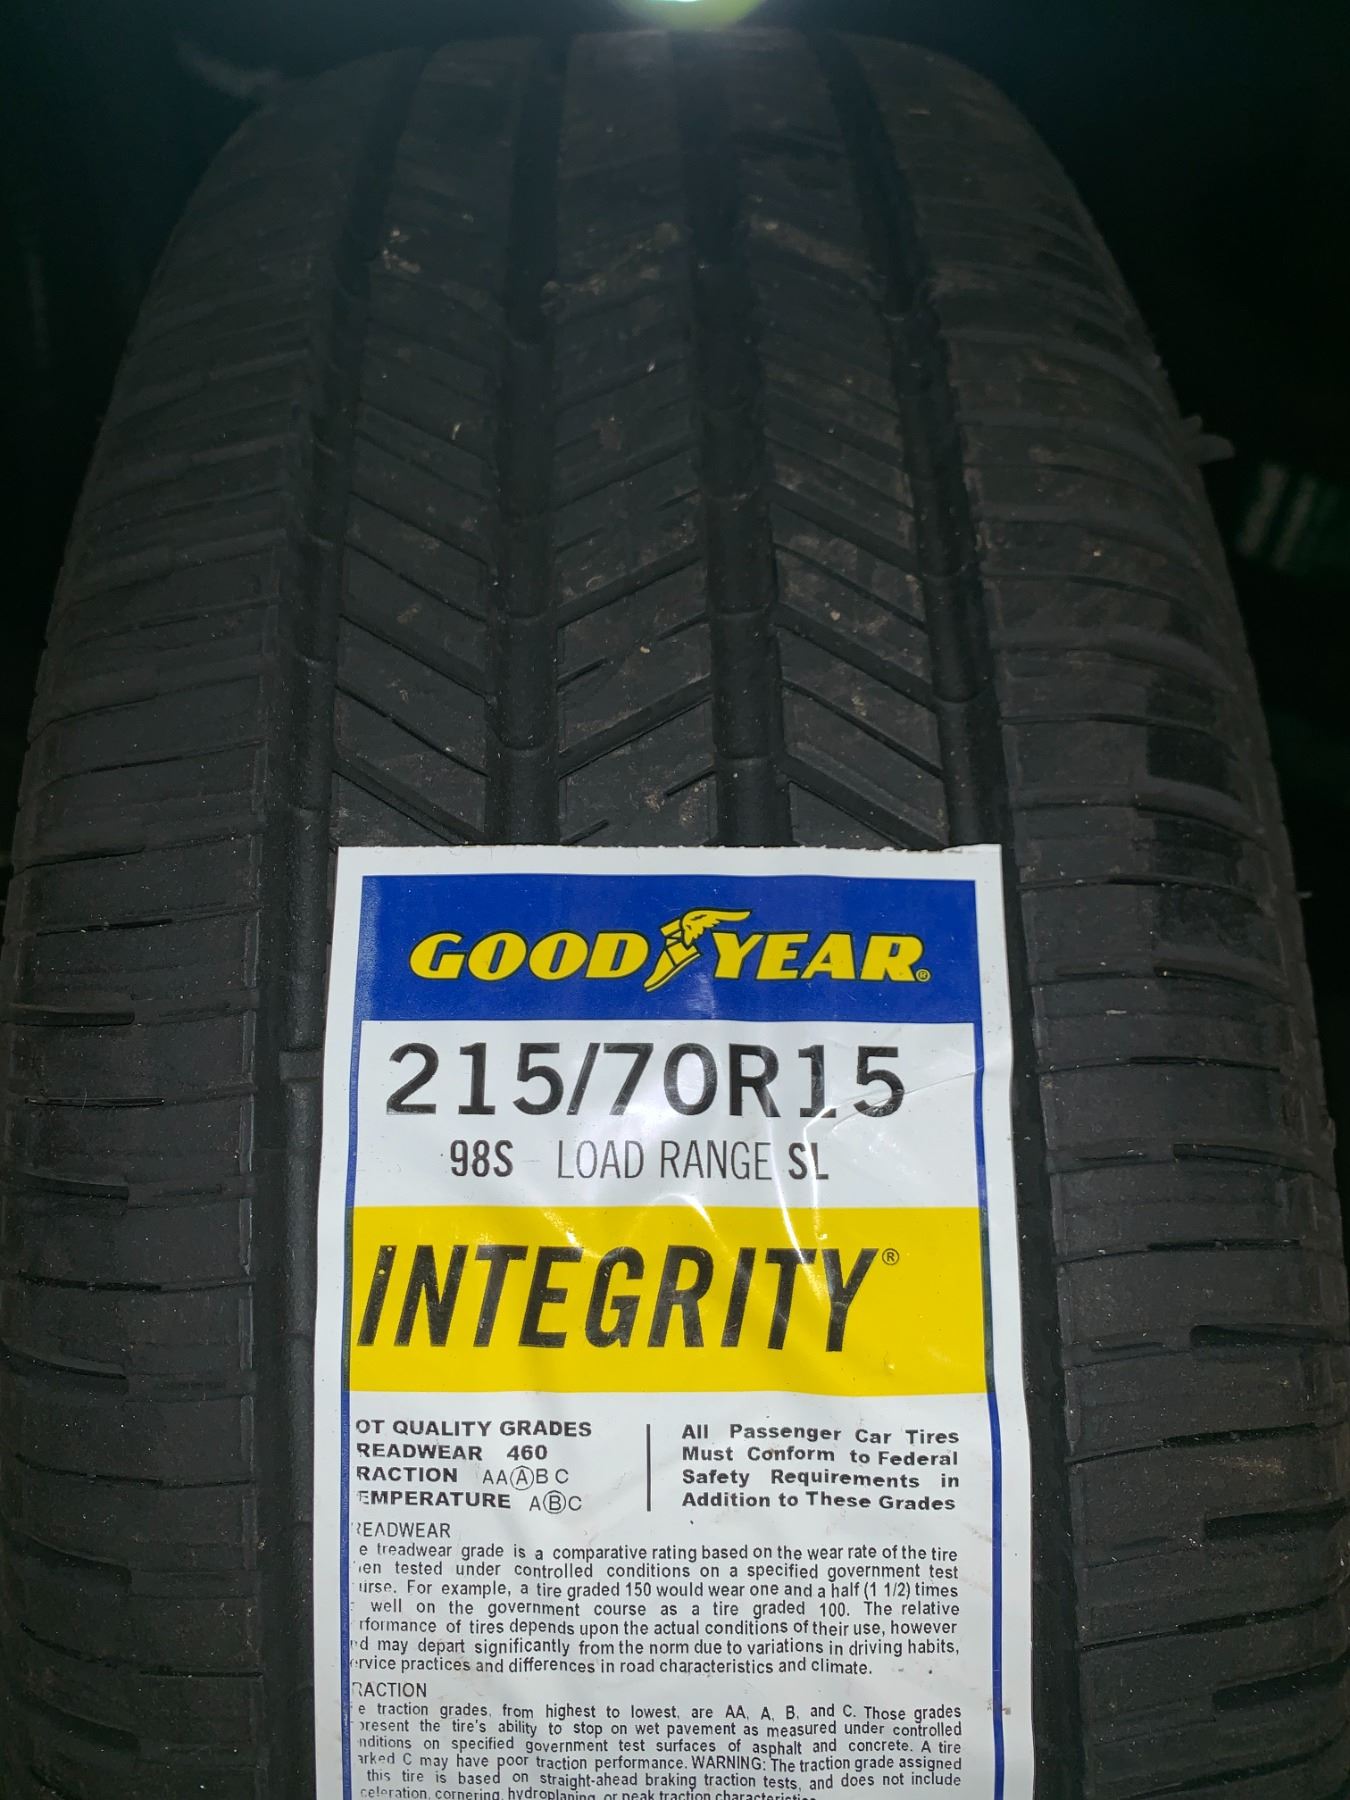 GOODYEAR®
215/70R15
98S LOAD RANGE SL
INTEGRITY®
OT QUALITY GRADES
READWEAR 460
RACTION AA A B C
EMPERATURE A B C
All Passenger Car Tires
Must Conform to Federal
Safety Requirements in
Addition to These Grades
READWEAR
e treadwear grade is a comparative rating based on the wear rate of the tire
en tested under controlled conditions on a specified government test
urse. For example, a tire graded 150 would wear one and a half (1 1/2) times
well on the government course as a tire graded 100. The relative
rformance of tires depends upon the actual conditions of their use, however
d may depart significantly from the norm due to variations in driving habits,
ervice practices and differences in road characteristics and climate.
RACTION
e traction grades, from highest to lowest, are AA, A, B, and C. Those grades
present the tire's ability to stop on wet pavement as measured under controlled
nditions on specified government test surfaces of asphalt and concrete. A tire
arked C may have poor traction performance. WARNING: The traction grade assigned
this tire is based on straight-ahead braking traction tests, and does not include
celeration, cornering, hydroplaning, or peak traction characteristic